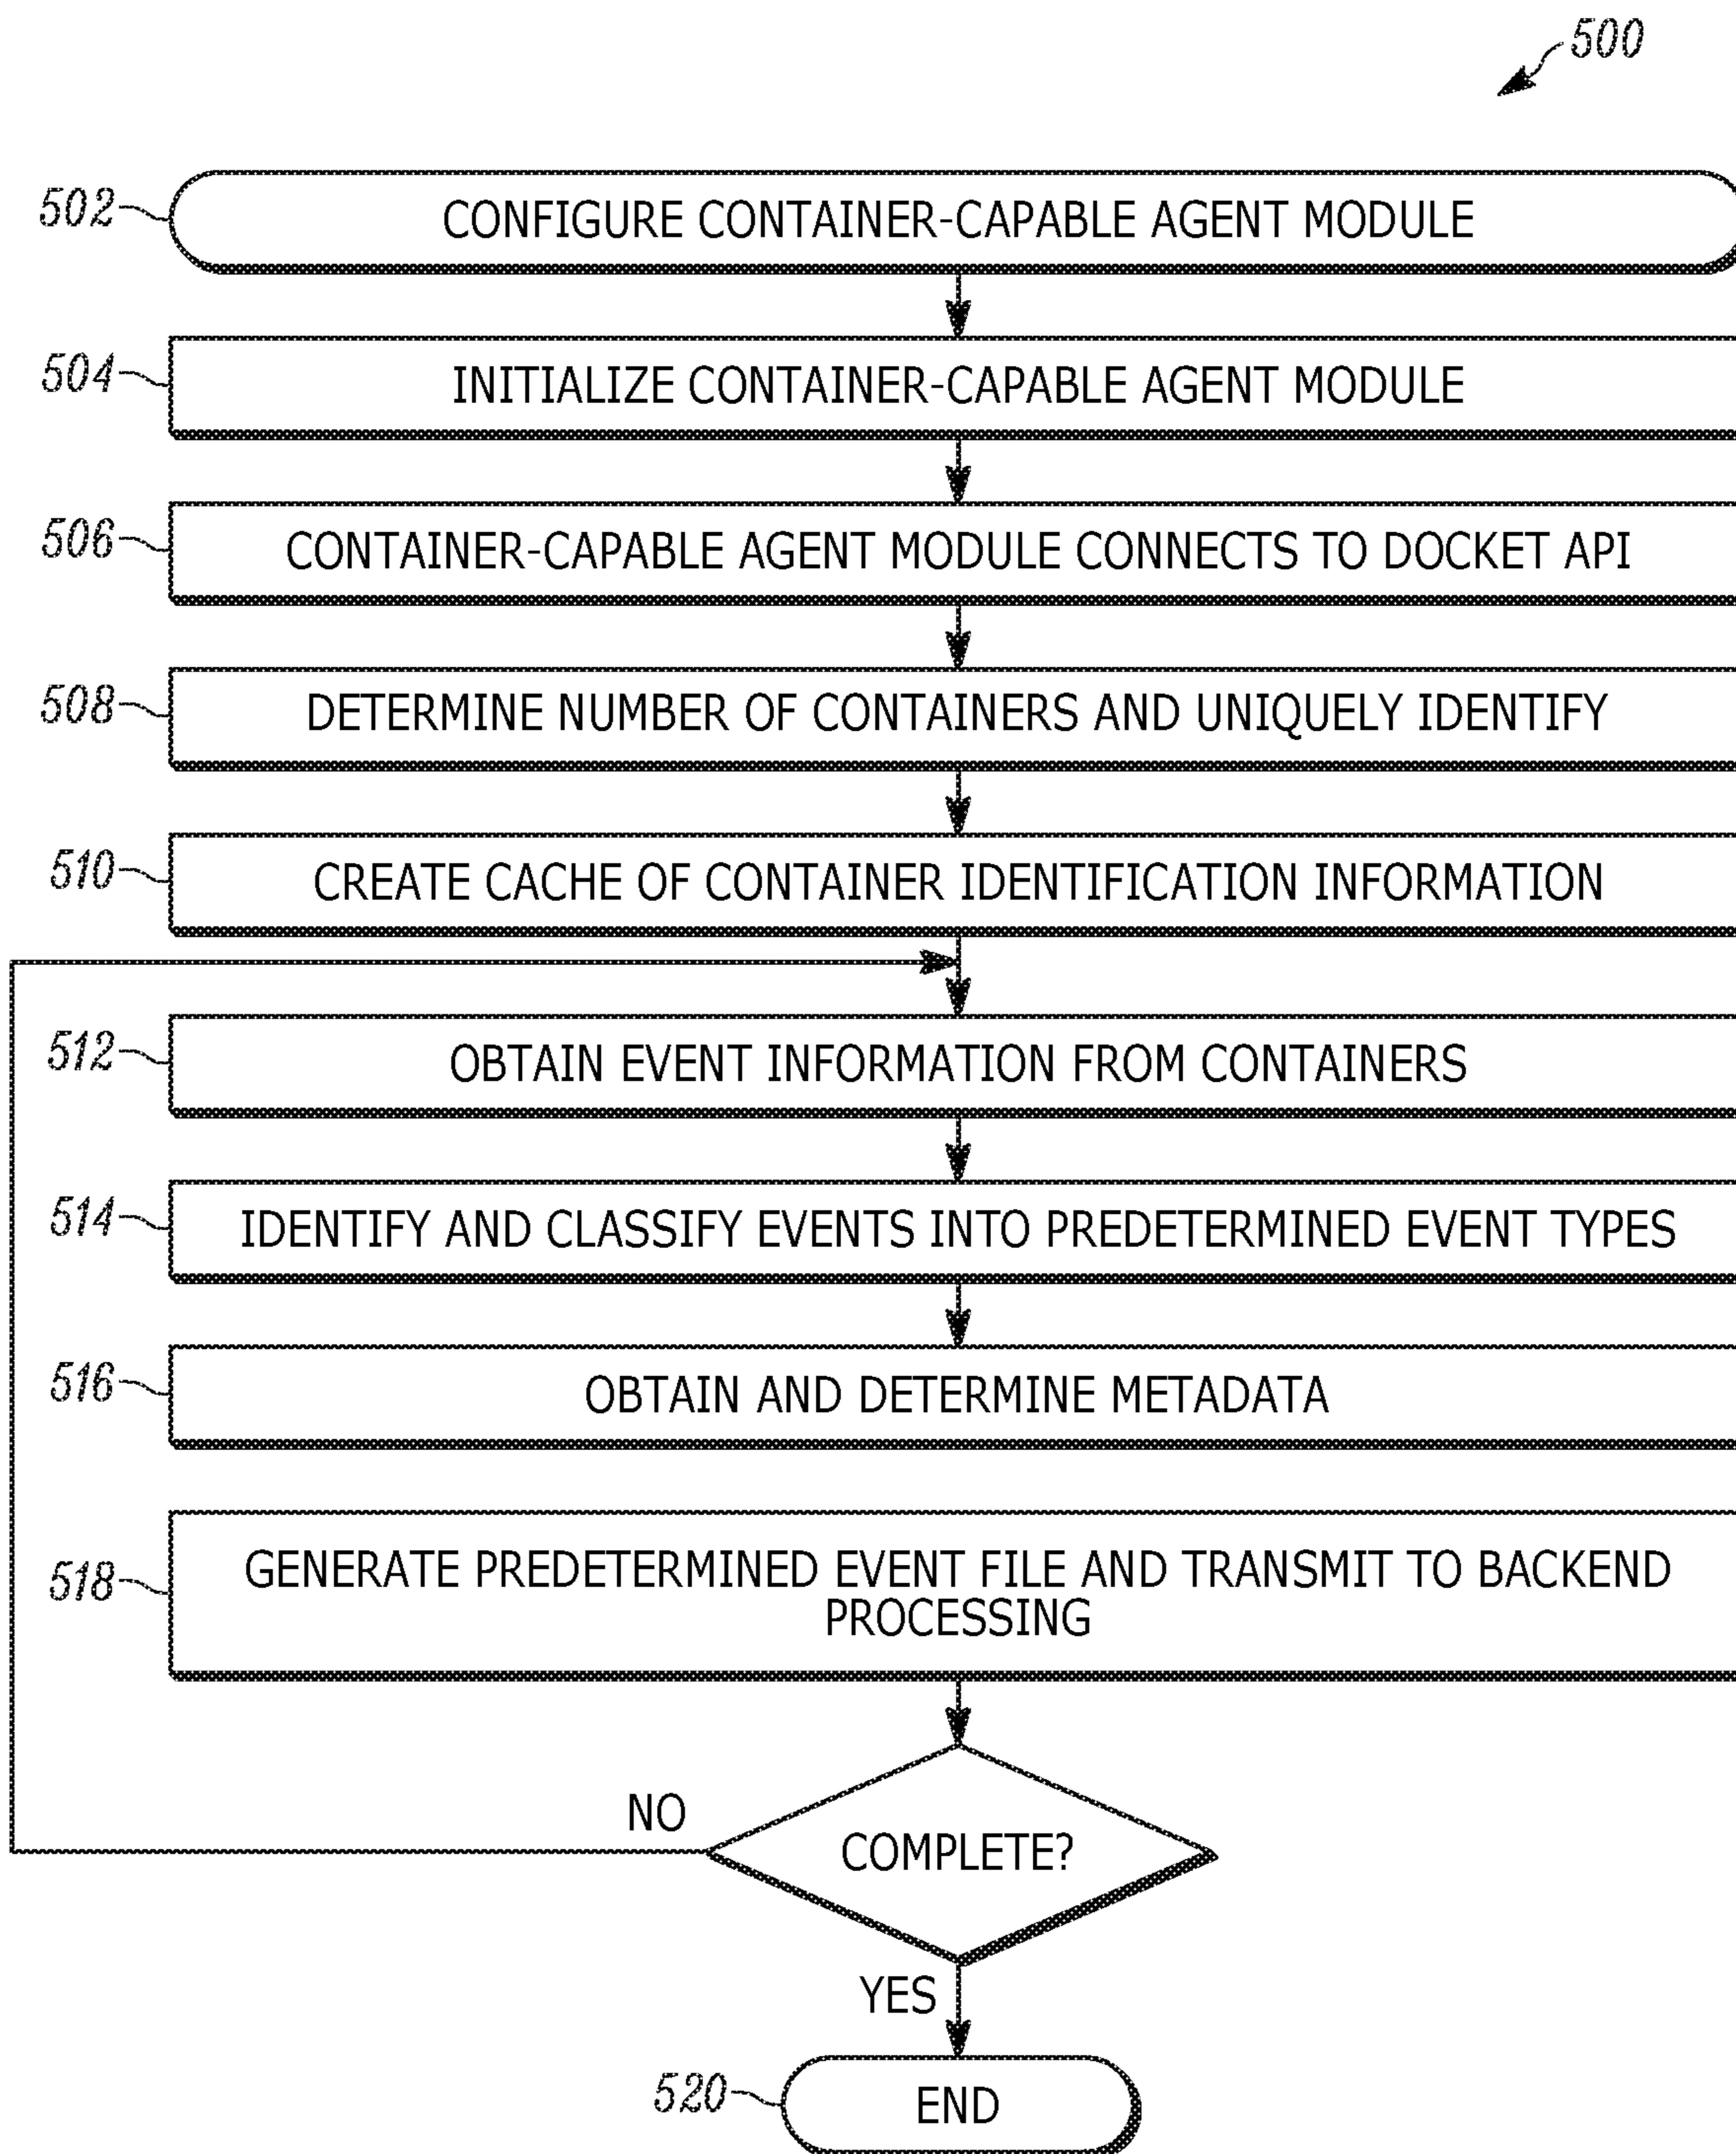 500
502
CONFIGURE CONTAINER-CAPABLE AGENT MODULE
504
INITIALIZE CONTAINER-CAPABLE AGENT MODULE
506
CONTAINER-CAPABLE AGENT MODULE CONNECTS TO DOCKET API
508
DETERMINE NUMBER OF CONTAINERS AND UNIQUELY IDENTIFY
510
CREATE CACHE OF CONTAINER IDENTIFICATION INFORMATION
512
OBTAIN EVENT INFORMATION FROM CONTAINERS
514
IDENTIFY AND CLASSIFY EVENTS INTO PREDETERMINED EVENT TYPES
516
OBTAIN AND DETERMINE METADATA
518
GENERATE PREDETERMINED EVENT FILE AND TRANSMIT TO BACKEND
PROCESSING
NO
COMPLETE?
YES
520
END